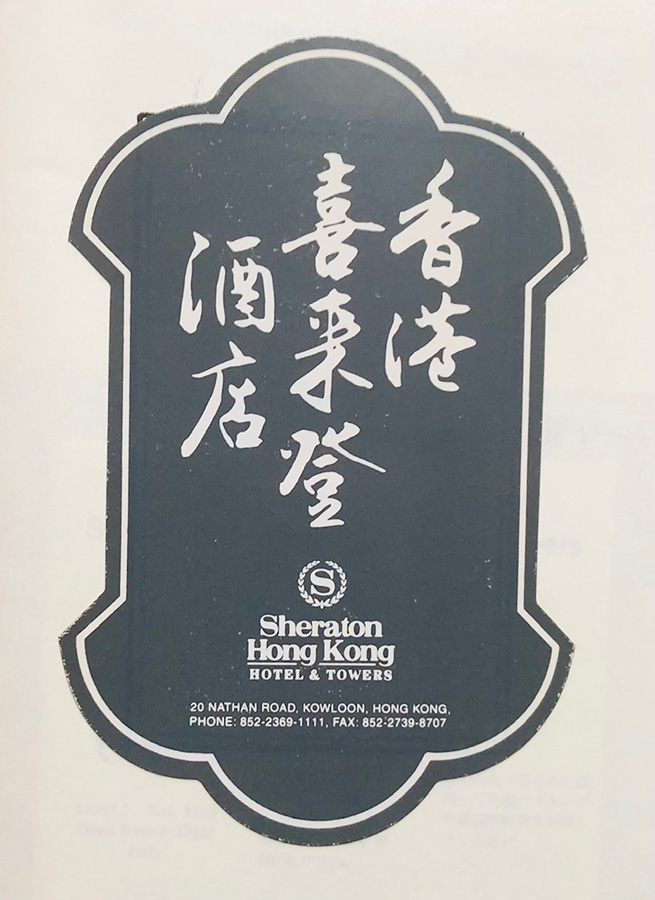 香港
喜来登
酒店
S
Sheraton
Hong Kong
HOTEL & TOWERS
20 NATHAN ROAD, KOWLOON, HONG KONG,
PHONE: 852-2369-1111, FAX: 852-2739-8707